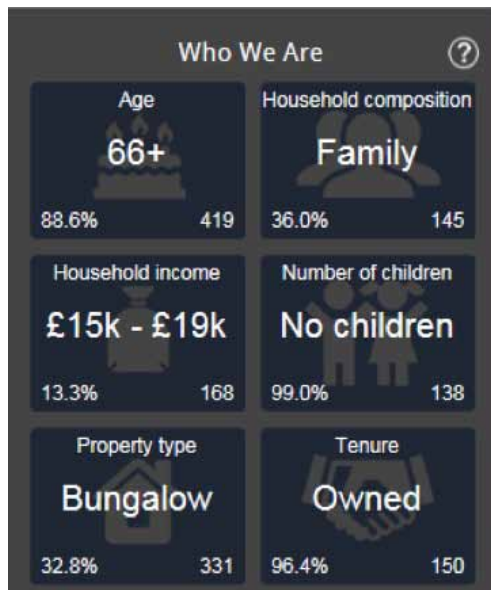 Who We Are
?
Age
66+
88.6% 419
Household composition
Family
36.0% 145
Household income
£15k - £19k
13.3% 168
Number of children
No children
99.0% 138
Property type
Bungalow
32.8% 331
Tenure
Owned
96.4% 150